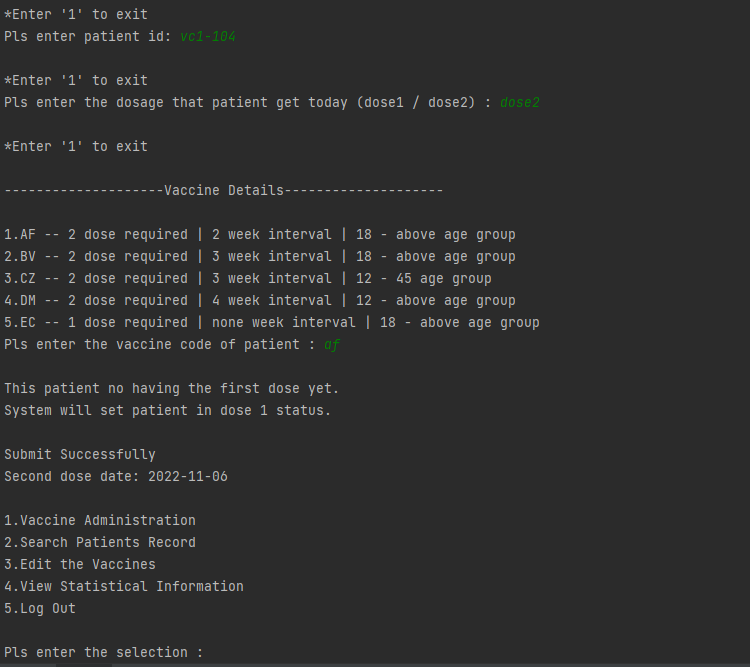 *Enter '1' to exit
Pls enter patient id: vc1-104
*Enter '1' to exit
Pls enter the dosage that patient get today (dose1 / dose2) : dose2
*Enter '1' to exit
--------------------Vaccine Details--------------------
1.AF -- 2 dose required | 2 week interval | 18 - above age group
2.BV -- 2 dose required | 3 week interval | 18 - above age group
3.CZ -- 2 dose required | 3 week interval | 12 - 45 age group
4.DM -- 2 dose required | 4 week interval | 12 - above age group
5.EC -- 1 dose required | none week interval | 18 - above age group
Pls enter the vaccine code of patient : af
This patient no having the first dose yet.
System will set patient in dose 1 status.
Submit Successfully
Second dose date: 2022-11-06
1.Vaccine Administration
2.Search Patients Record
3.Edit the Vaccines
4.View Statistical Information
5.Log Out
Pls enter the selection :